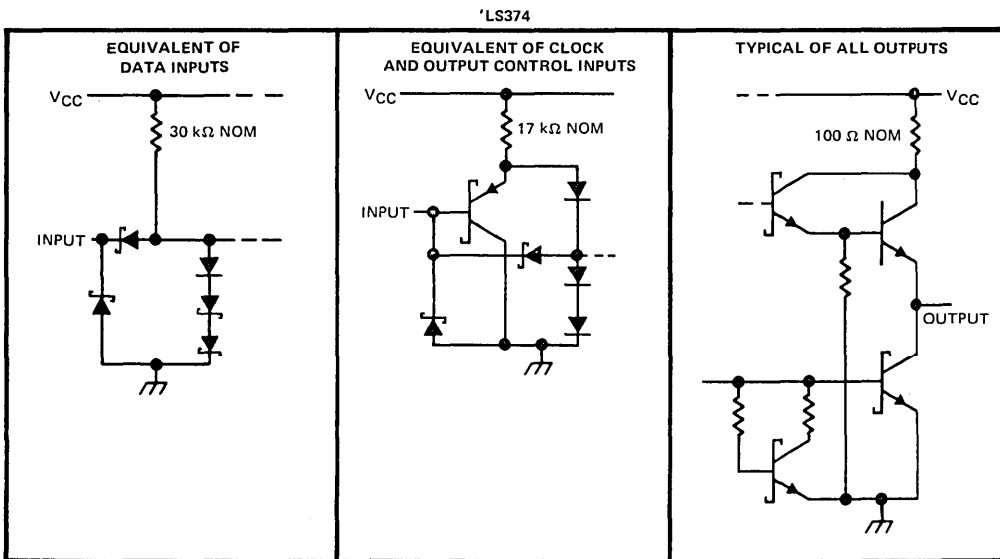 'LS374
EQUIVALENT OF
DATA INPUTS
VCC
30 kΩ NOM
INPUT
EQUIVALENT OF CLOCK
AND OUTPUT CONTROL INPUTS
VCC
17 kΩ NOM
INPUT
TYPICAL OF ALL OUTPUTS
VCC
100 Ω NOM
OUTPUT